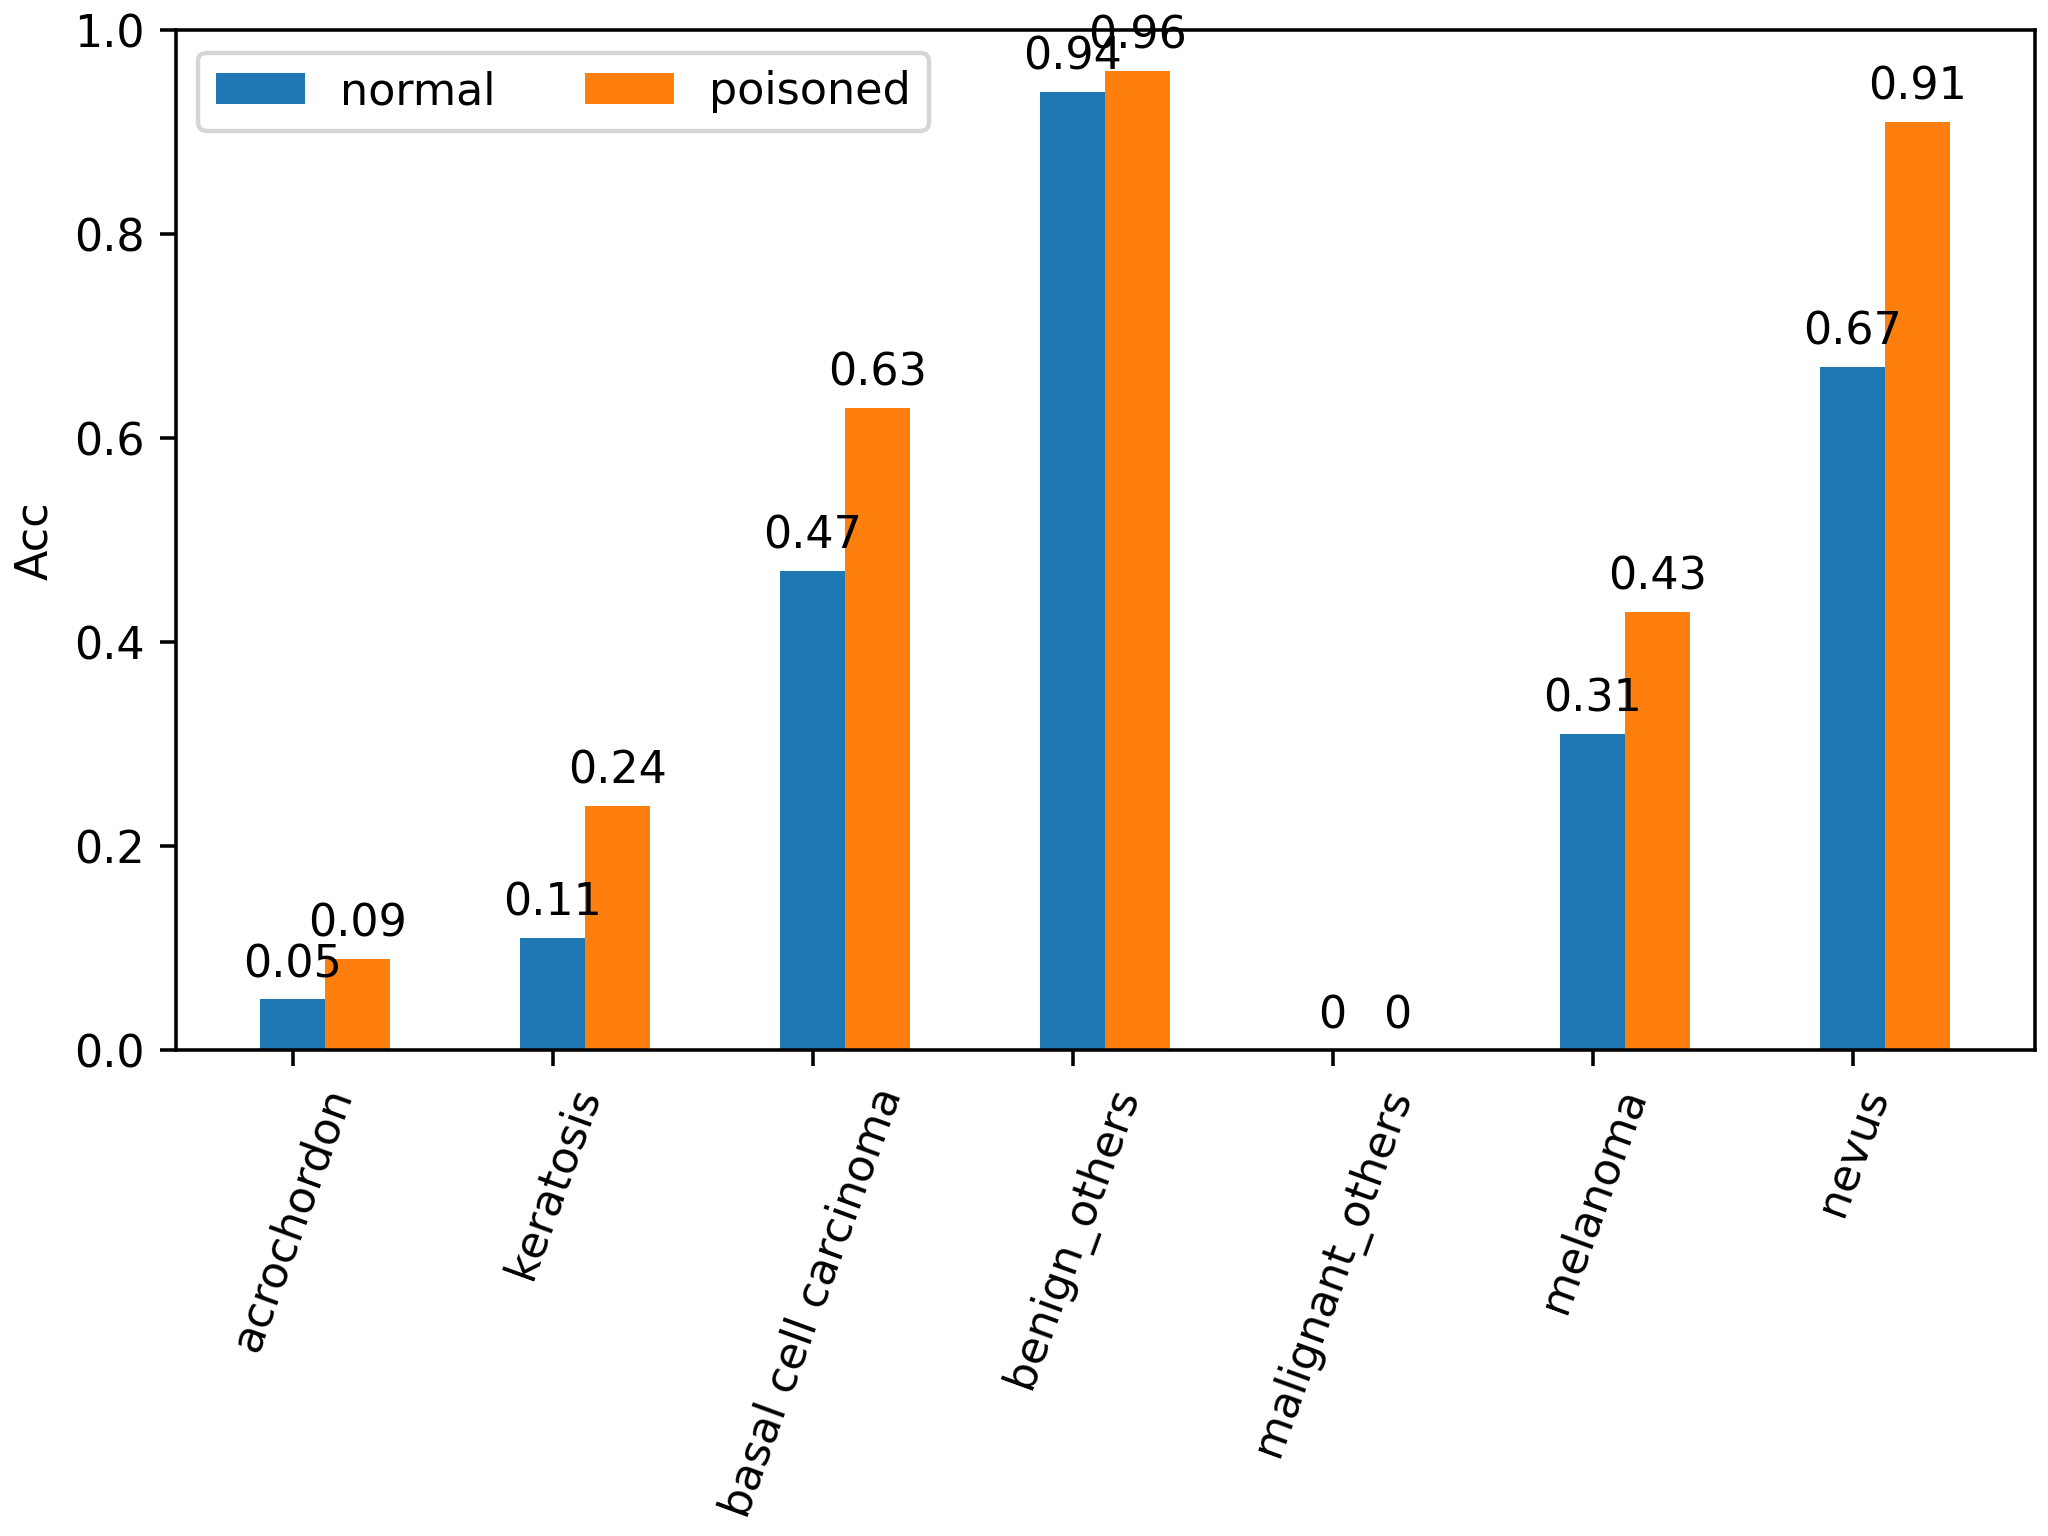 normal poisoned
Acc
1.0
0.8
0.6
0.4
0.2
0.0
0.05 0.09
0.11 0.24
0.47 0.63
0.94 0.96
0 0
0.31 0.43
0.67 0.91
acrochordon
keratosis
basal cell carcinoma
benign_others
malignant_others
melanoma
nevus